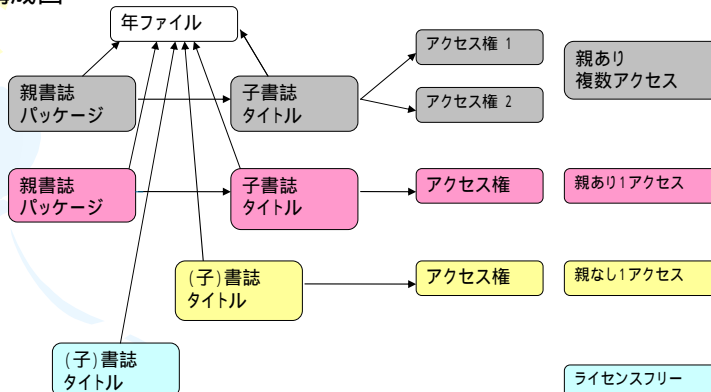 年ファイル
アクセス権 1
親あり
複数アクセス
親書誌
パッケージ
子書誌
タイトル
アクセス権 2
親書誌
パッケージ
子書誌
タイトル
アクセス権
親あり1アクセス
(子)書誌
タイトル
アクセス権
親なし1アクセス
(子)書誌
タイトル
ライセンスフリー